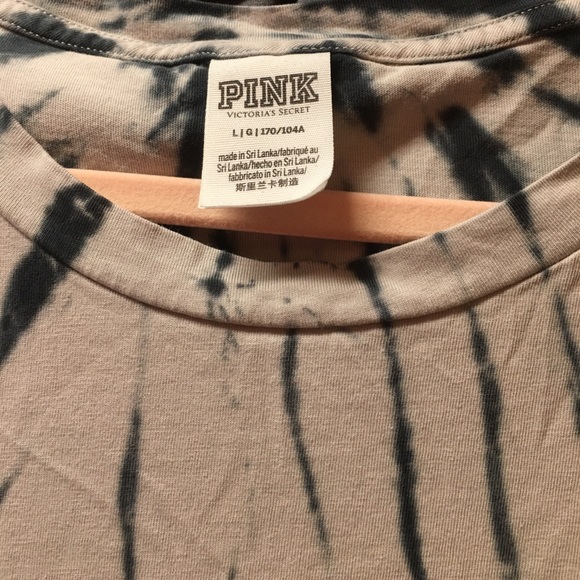 PINK
VICTORIA'S SECRET
L | G | 170/104A
made in Sri Lanka/fabriqué au
Sri Lanka/hecho en Sri Lanka/
fabbricato in Sri Lanka/
斯里兰卡制造